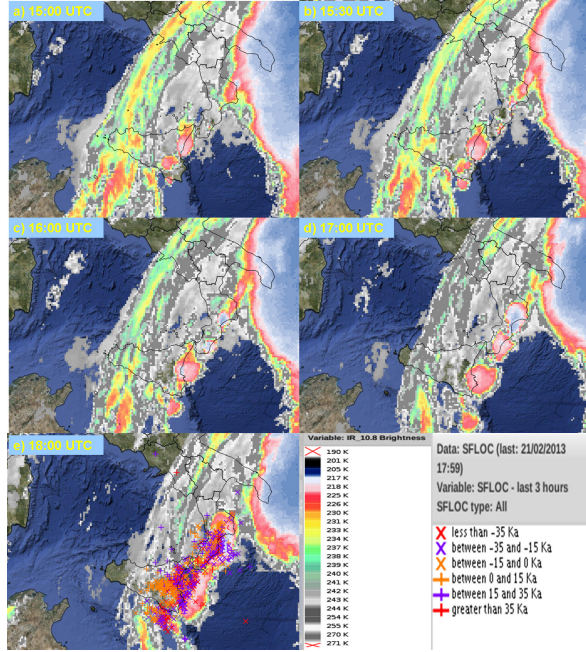 a) 15:00 UTC
b) 15:30 UTC
c) 16:00 UTC
d) 17:00 UTC
e) 18:00 UTC
Variable: IR_10.8 Brightness
190 K
201 K
205 K
217 K
218 K
225 K
226 K
230 K
231 K
233 K
234 K
237 K
238 K
239 K
240 K
241 K
242 K
243 K
244 K
254 K
255 K
270 K
271 K
Data: SFLOC (last: 21/02/2013
17:59)
Variable: SFLOC - last 3 hours
SFLOC type: All
less than -35 Ka
between -35 and -15 Ka
between -15 and 0 Ka
between 0 and 15 Ka
between 15 and 35 Ka
greater than 35 Ka